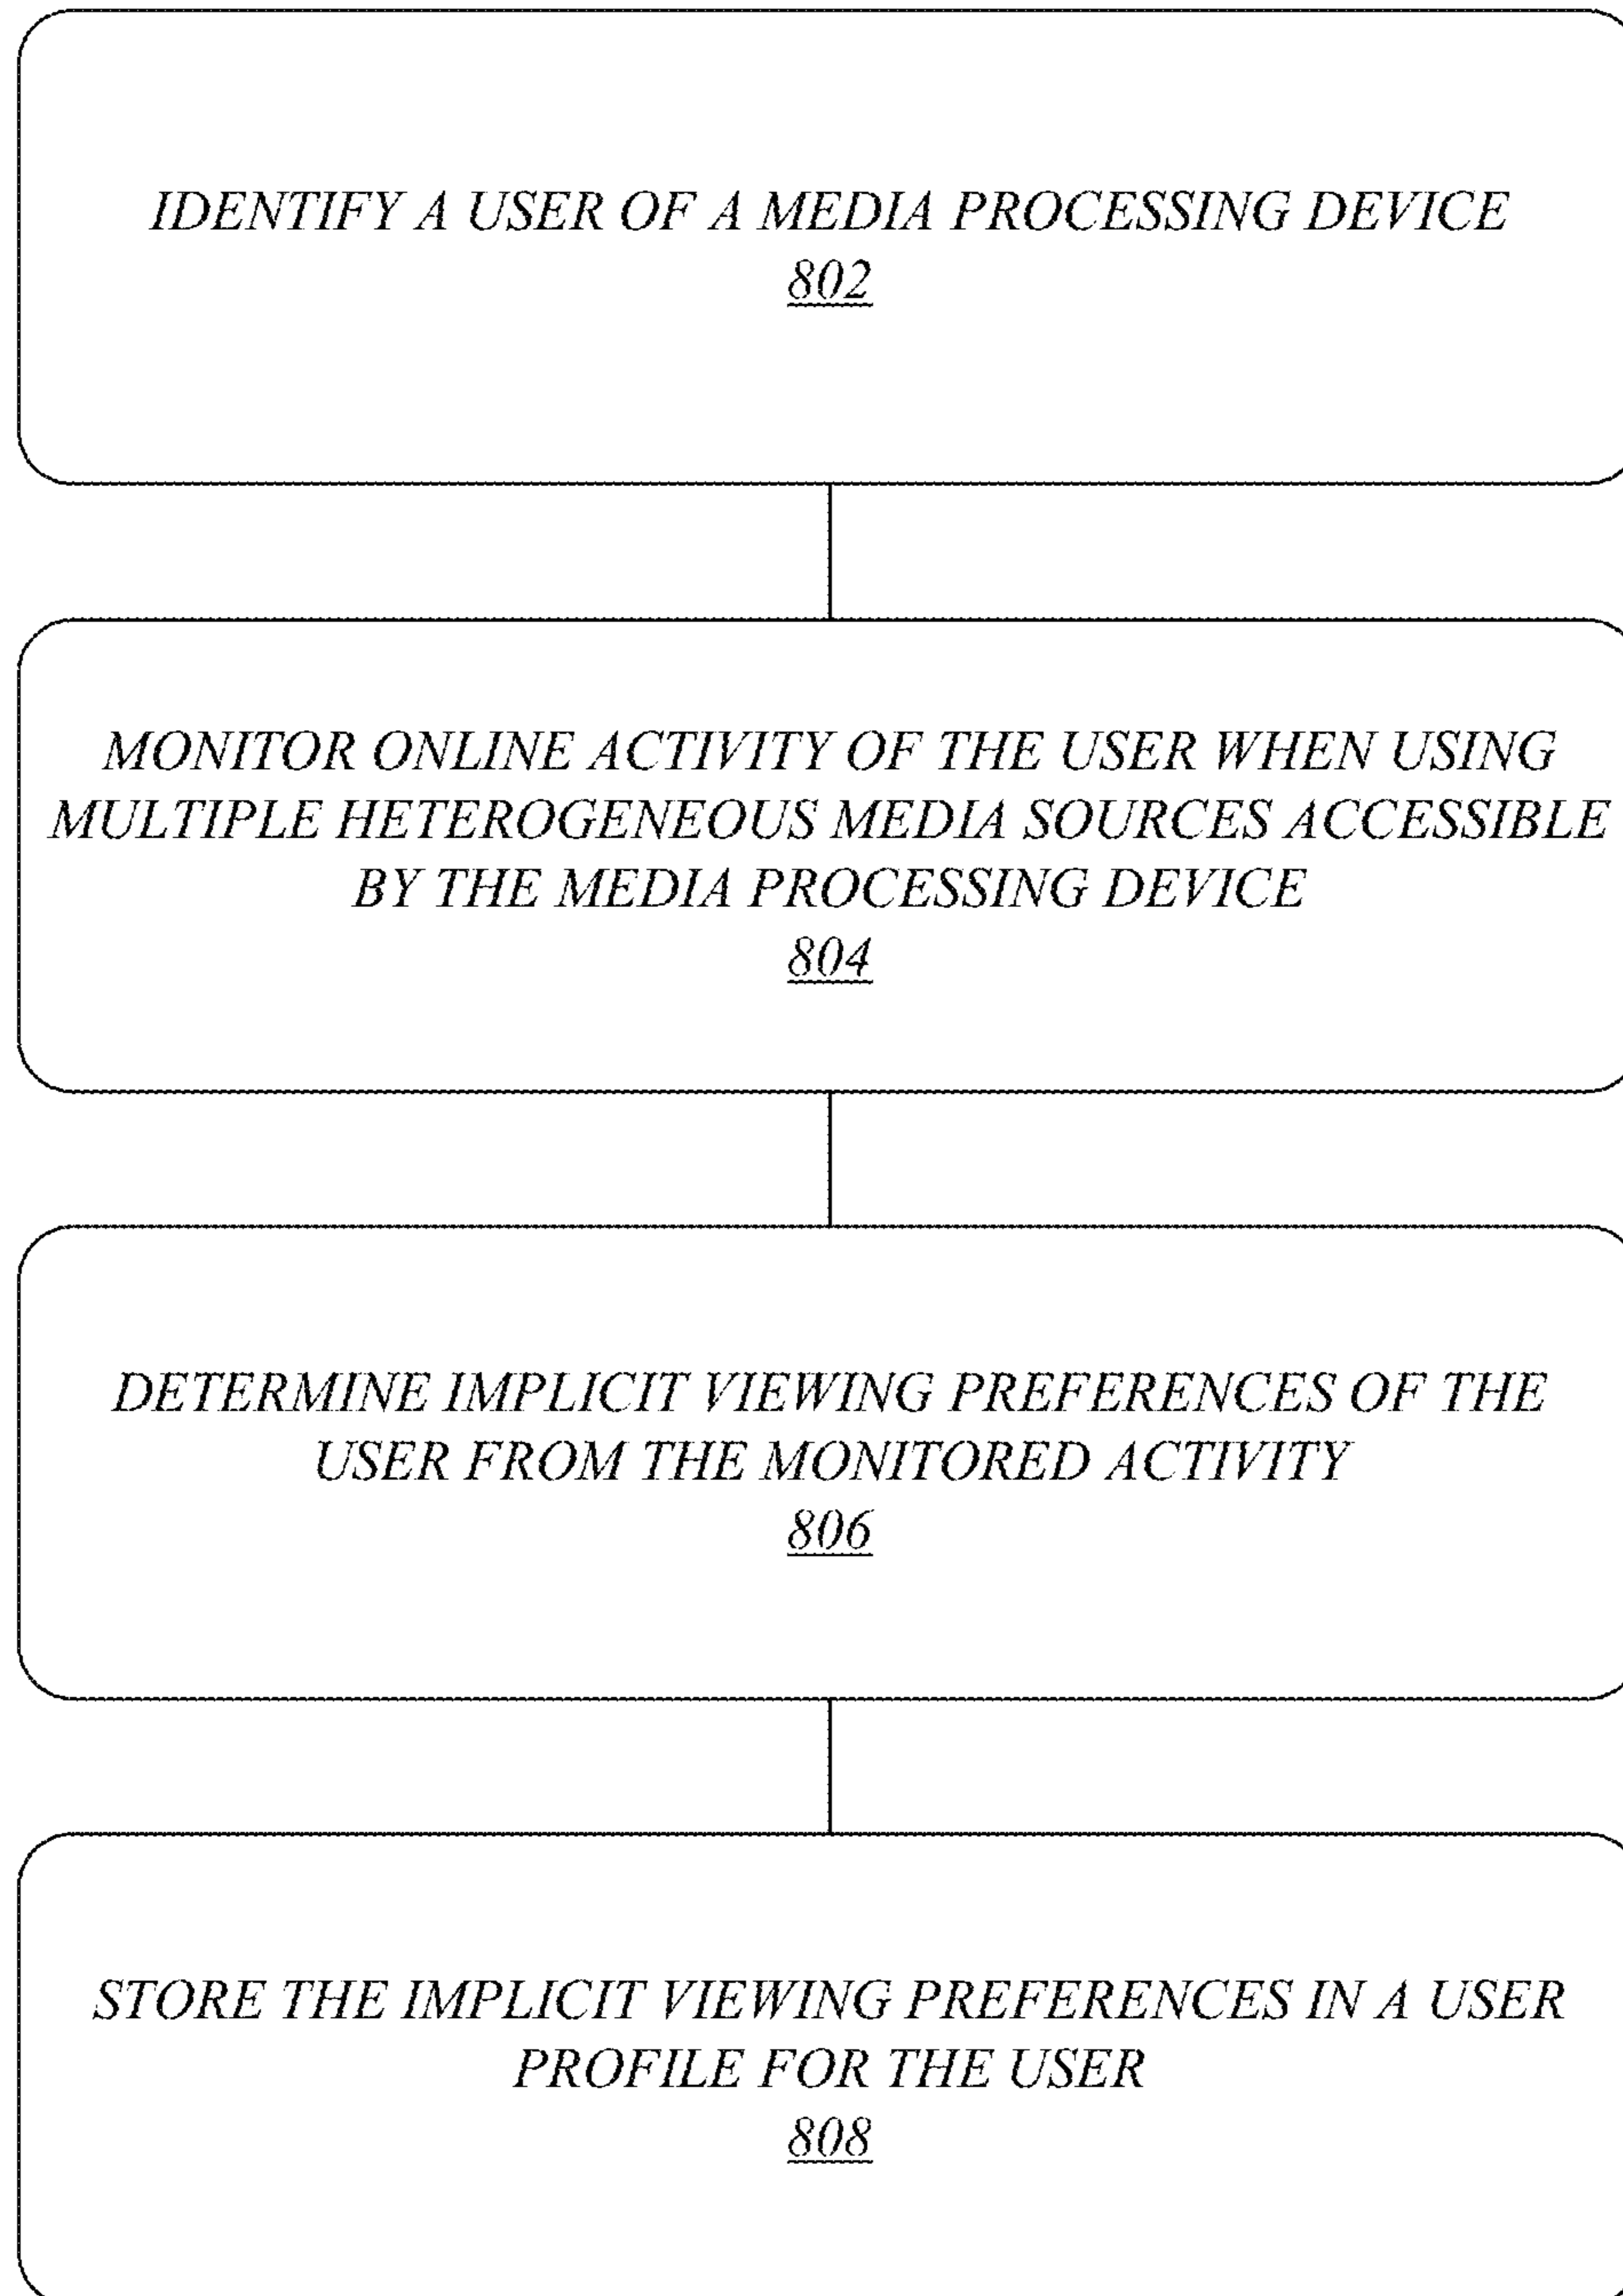 IDENTIFY A USER OF A MEDIA PROCESSING DEVICE
802
MONITOR ONLINE ACTIVITY OF THE USER WHEN USING
MULTIPLE HETEROGENEOUS MEDIA SOURCES ACCESSIBLE
BY THE MEDIA PROCESSING DEVICE
804
DETERMINE IMPLICIT VIEWING PREFERENCES OF THE
USER FROM THE MONITORED ACTIVITY
806
STORE THE IMPLICIT VIEWING PREFERENCES IN A USER
PROFILE FOR THE USER
808